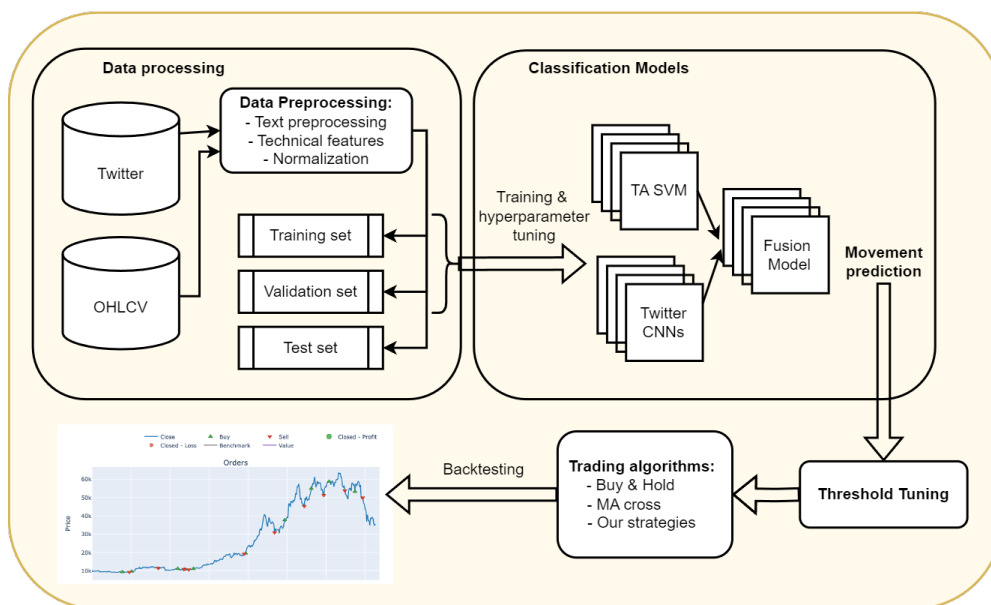 Data processing
Twitter
OHLCV
Data Preprocessing:
- Text preprocessing
- Technical features
- Normalization
Training set
Validation set
Test set
Training &
hyperparameter
tuning
Classification Models
TA SVM
Twitter
CNNs
Fusion
Model
Movement
prediction
Threshold Tuning
Trading algorithms:
- Buy & Hold
- MA cross
- Our strategies
Backtesting
Close
Buy
Sell
Closed - Profit
Closed - Loss
Benchmark
Value
Orders
Price
60k
50k
40k
30k
20k
10k